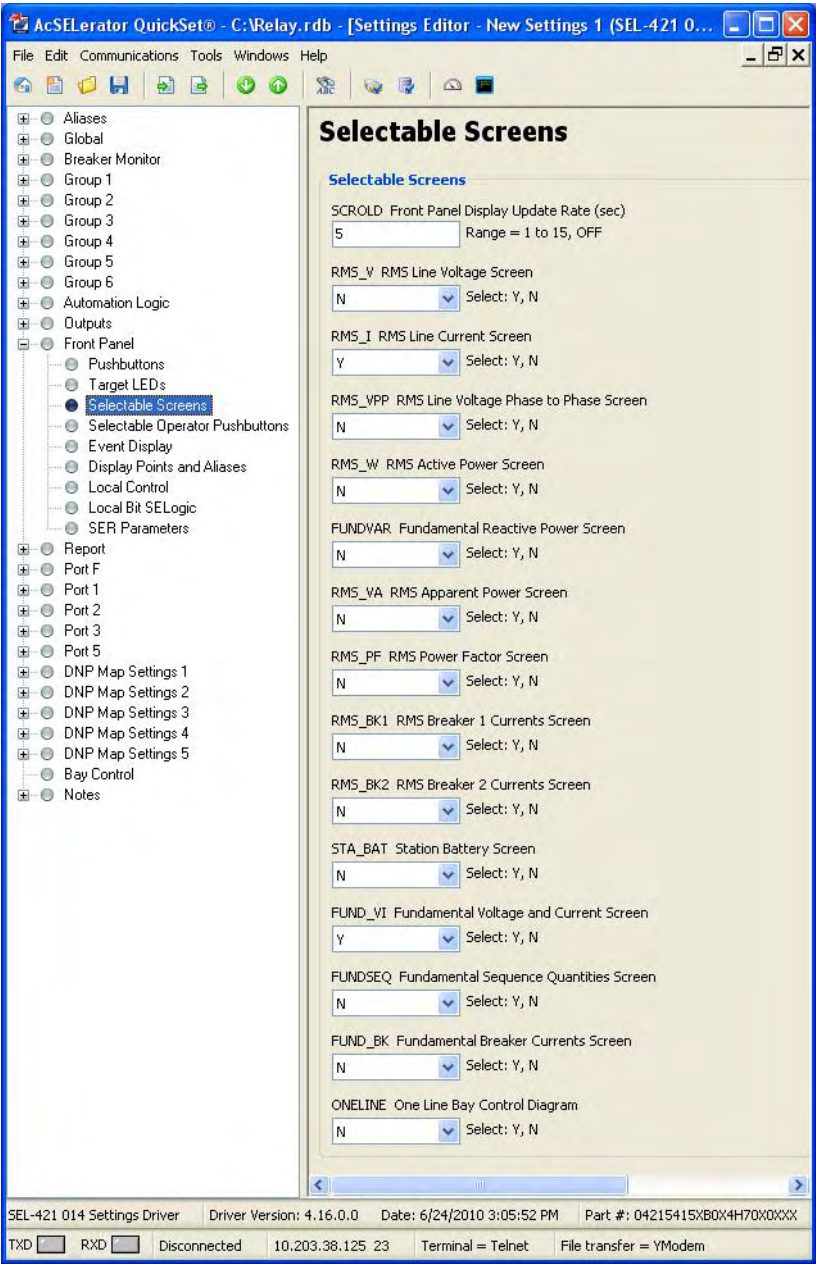 AcSELerator QuickSet® - C:\Relay.rdb - [Settings Editor - New Settings 1 (SEL-421 0...
File Edit Communications Tools Windows Help
Aliases
Global
Breaker Monitor
Group 1
Group 2
Group 3
Group 4
Group 5
Group 6
Automation Logic
Outputs
Front Panel
Pushbuttons
Target LEDs
Selectable Screens
Selectable Operator Pushbuttons
Event Display
Display Points and Aliases
Local Control
Local Bit SELogic
SER Parameters
Report
Port F
Port 1
Port 2
Port 3
Port 5
DNP Map Settings 1
DNP Map Settings 2
DNP Map Settings 3
DNP Map Settings 4
DNP Map Settings 5
Bay Control
Notes
Selectable Screens
Selectable Screens
SCROLD Front Panel Display Update Rate (sec)
5 Range = 1 to 15, OFF
RMS_V RMS Line Voltage Screen
N Select: Y, N
RMS_I RMS Line Current Screen
Y Select: Y, N
RMS_VPP RMS Line Voltage Phase to Phase Screen
N Select: Y, N
RMS_W RMS Active Power Screen
N Select: Y, N
FUNDVAR Fundamental Reactive Power Screen
N Select: Y, N
RMS_VA RMS Apparent Power Screen
N Select: Y, N
RMS_PF RMS Power Factor Screen
N Select: Y, N
RMS_BK1 RMS Breaker 1 Currents Screen
N Select: Y, N
RMS_BK2 RMS Breaker 2 Currents Screen
N Select: Y, N
STA_BAT Station Battery Screen
N Select: Y, N
FUND_VI Fundamental Voltage and Current Screen
Y Select: Y, N
FUNDSEQ Fundamental Sequence Quantities Screen
N Select: Y, N
FUND_BK Fundamental Breaker Currents Screen
N Select: Y, N
ONELINE One Line Bay Control Diagram
N Select: Y, N
SEL-421 014 Settings Driver Driver Version: 4.16.0.0 Date: 6/24/2010 3:05:52 PM Part #: 04215415XB0X4H70X0XXX
TXD RXD Disconnected 10.203.38.125 23 Terminal = Telnet File transfer = YModem